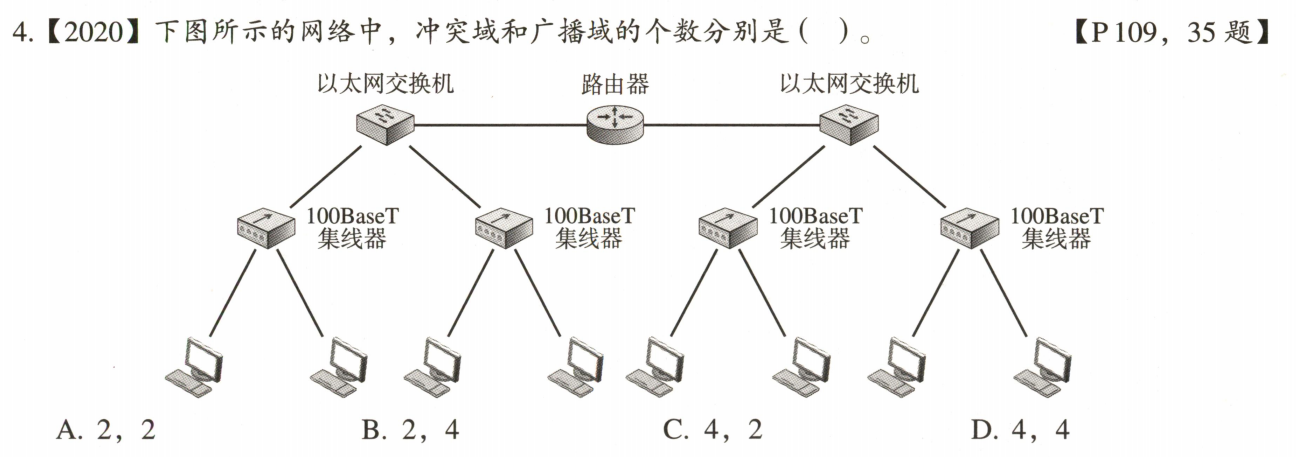 4.【2020】下图所示的网络中，冲突域和广播域的个数分别是（ ）。 【P109，35题】
以太网交换机 路由器 以太网交换机
100BaseT 100BaseT 100BaseT 100BaseT
集线器 集线器 集线器 集线器
A. 2，2 B. 2，4 C. 4，2 D. 4，4